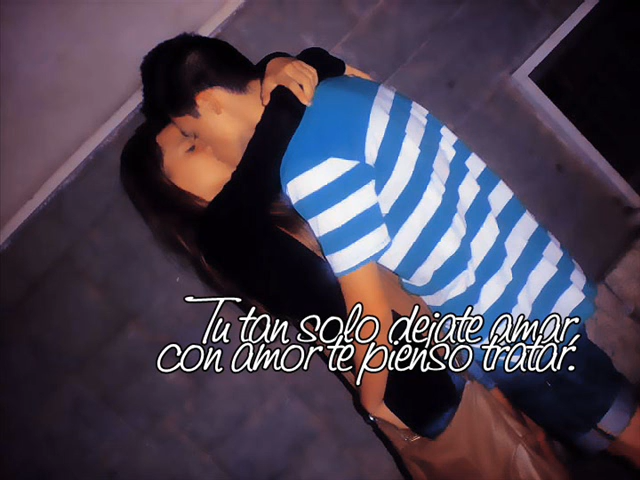 Tu tan solo dejate amar,
con amor te pienso tratar.